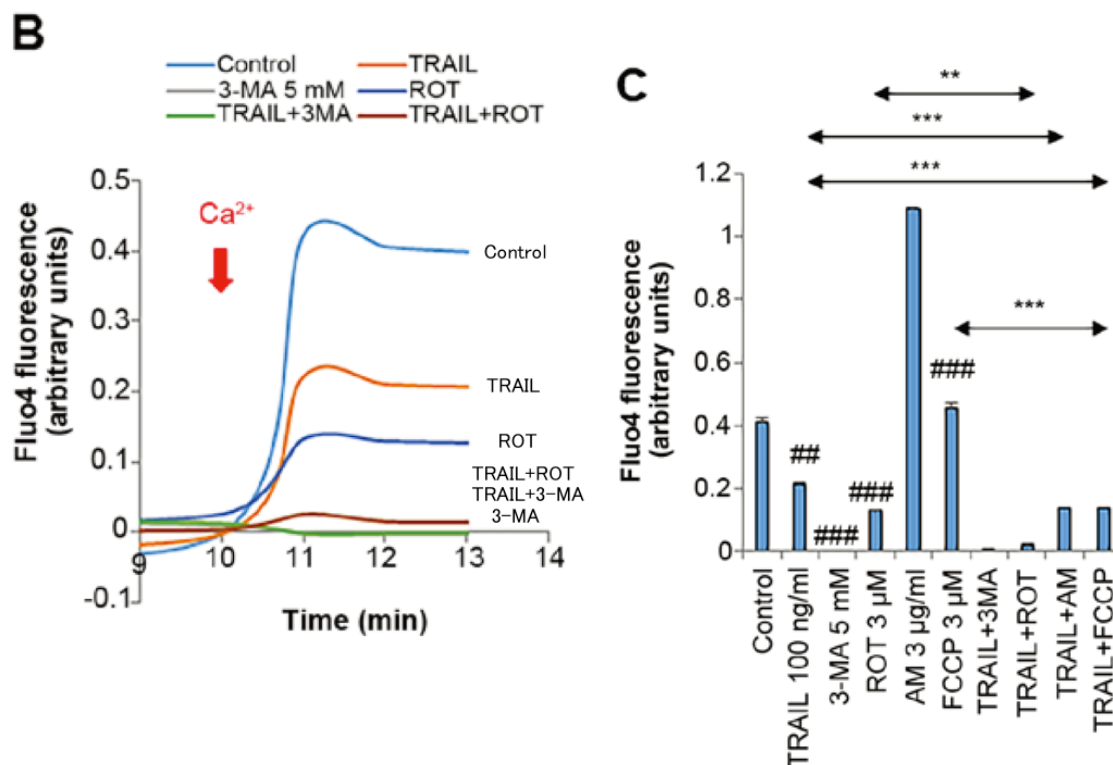 B
Control
TRAIL
3-MA 5 mM
ROT
TRAIL+3MA
TRAIL+ROT
Fluo4 fluorescence
(arbitrary units)
0.5
0.4
0.3
0.2
0.1
0
-0.1
Ca2+
Control
TRAIL
ROT
TRAIL+ROT
TRAIL+3-MA
3-MA
9
10
11
12
13
14
Time (min)
C
**
***
***
***
Fluo4 fluorescence
(arbitrary units)
1.2
1
0.8
0.6
0.4
0.2
0
##
###
###
###
Control
TRAIL 100 ng/ml
3-MA 5 mM
ROT 3 µM
AM 3 µg/ml
FCCP 3 µM
TRAIL+3MA
TRAIL+ROT
TRAIL+AM
TRAIL+FCCP